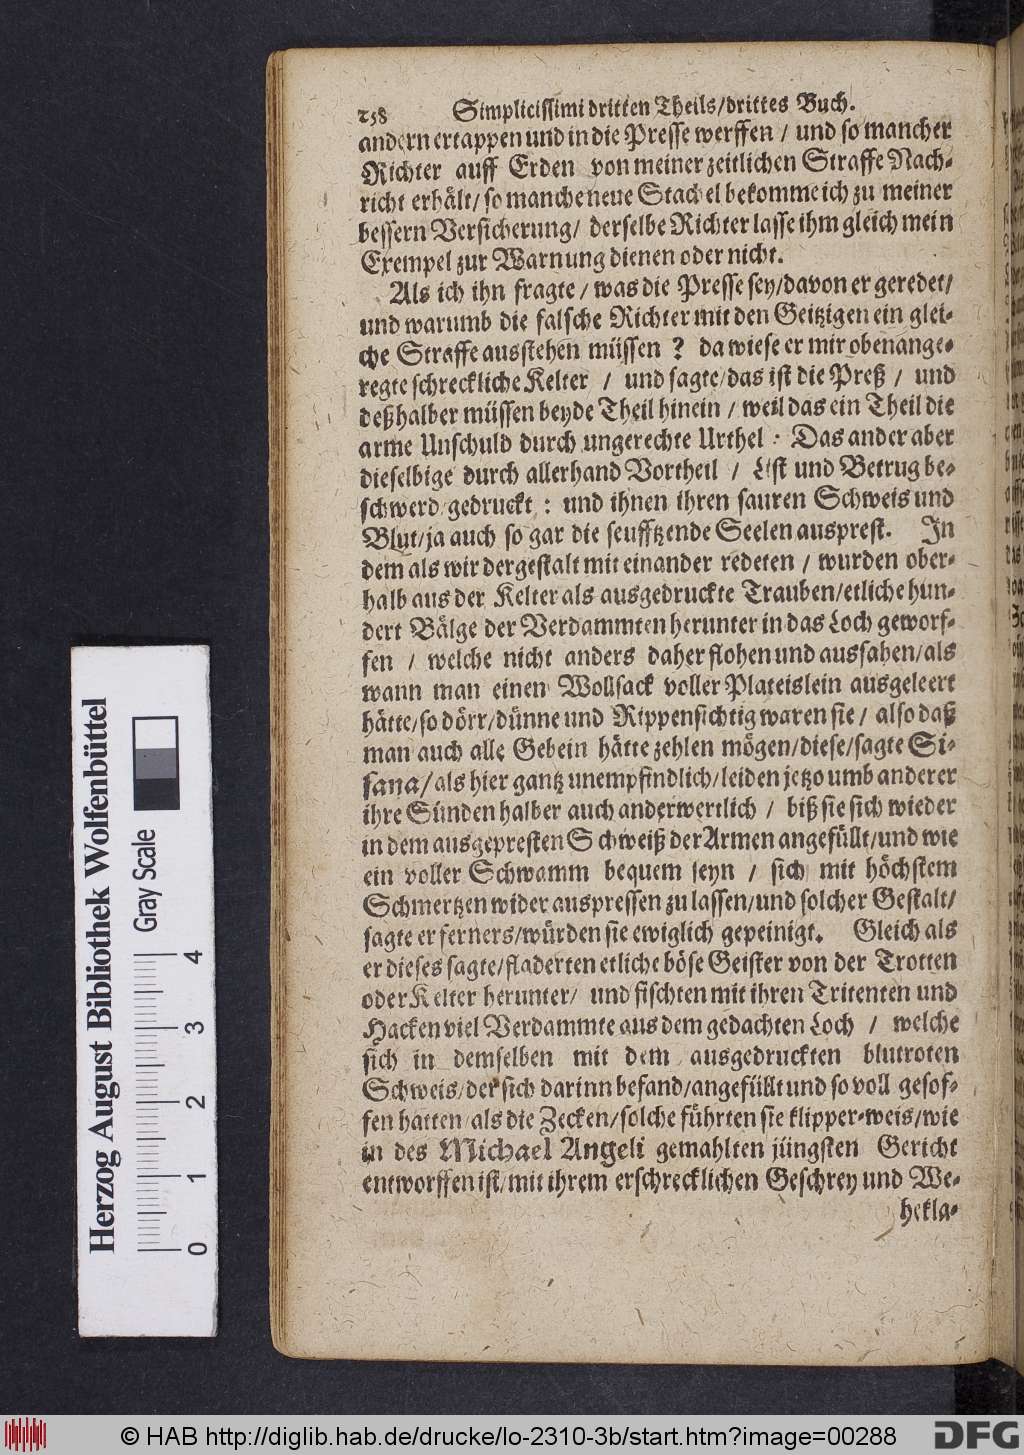 258 Simplicissimi dritten Theils/drittes Buch.
andern ertappen und in die Presse werffen / und so mancher
Richter auff Erden von meiner zeitlichen Straffe Nach-
richt erhält/ so manche neue Stachel bekomme ich zu meiner
bessern Versicherung/ derselbe Richter lasse ihm gleich mein
Exempel zur Warnung dienen oder nicht.
Als ich ihn fragte / was die Presse sey/davon er geredet/
und warumb die falsche Richter mit den Geitzigen ein glei-
che Straffe ausstehen müssen ? da wiese er mir obenange-
regte schreckliche Kelter / und sagte/das ist die Preß / und
deßhalber müssen beyde Theil hinein / weil das ein Theil die
arme Unschuld durch ungerechte Urthel : Das ander aber
dieselbige durch allerhand Vortheil / List und Betrug be-
schwerd/gedruckt : und ihnen ihren sauren Schweis und
Blut/ja auch so gar die seufftzende Seelen ausprest. In
dem als wir dergestalt mit einander redeten / wurden ober-
halb aus der Kelter als ausgedruckte Trauben/etliche hun-
dert Bälge der Verdammten herunter in das Loch geworf-
fen / welche nicht anders daher flohen und aussahen/als
wann man einen Wollsack voller Plateislein ausgeleert
hätte/so dörr/dünne und Rippensichtig waren sie / also daß
man auch alle Gebein hätte zehlen mögen/diese/sagte Si-
sana/als hier gantz unempfindlich/leiden jetzo umb anderer
ihre Sünden halber auch anderwertlich / biß sie sich wieder
in dem ausgepresten Schweiß der Armen angefüllt/und wie
ein voller Schwamm bequem seyn / sich mit höchstem
Schmertzen wider auspressen zu lassen/und solcher Gestalt/
sagte er ferners/würden sie ewiglich gepeinigt. Gleich als
er dieses sagte/fladerten etliche böse Geister von der Trotten
oder Kelter herunter/ und fischten mit ihren Tritenten und
Hacken viel Verdammte aus dem gedachten Loch / welche
sich in demselben mit dem ausgedruckten blutroten
Schweis/der sich darinn befand/angefüllt und so voll gesof-
fen hatten/als die Zecken/solche führten sie klipper-weis/wie
in des Michael Angeli gemahlten jüngsten Gericht
entworffen ist/mit ihrem erschrecklichen Geschrey und We-
hekla-
Herzog August Bibliothek Wolfenbüttel
Gray Scale
0 1 2 3 4
© HAB http://diglib.hab.de/drucke/lo-2310-3b/start.htm?image=00288
DFG